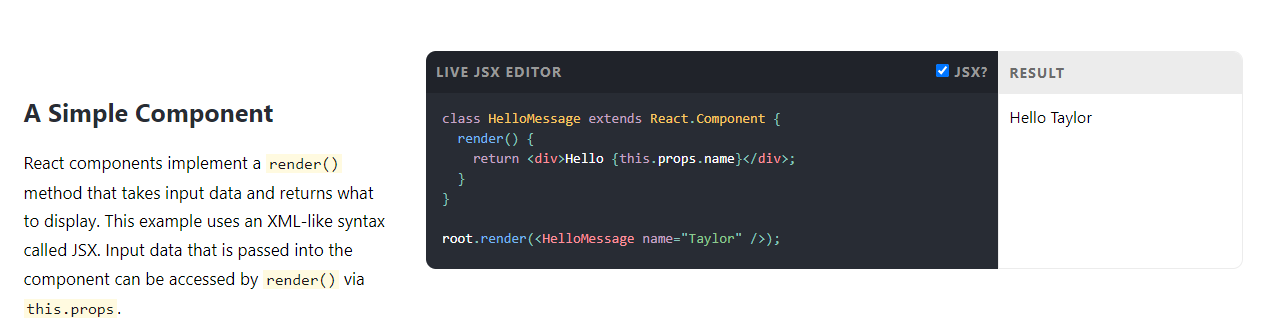 A Simple Component
React components implement a render()
method that takes input data and returns what
to display. This example uses an XML-like syntax
called JSX. Input data that is passed into the
component can be accessed by render() via
this.props.
LIVE JSX EDITOR
JSX?
class HelloMessage extends React.Component {
  render() {
    return <div>Hello {this.props.name}</div>;
  }
}

root.render(<HelloMessage name="Taylor" />);
RESULT
Hello Taylor